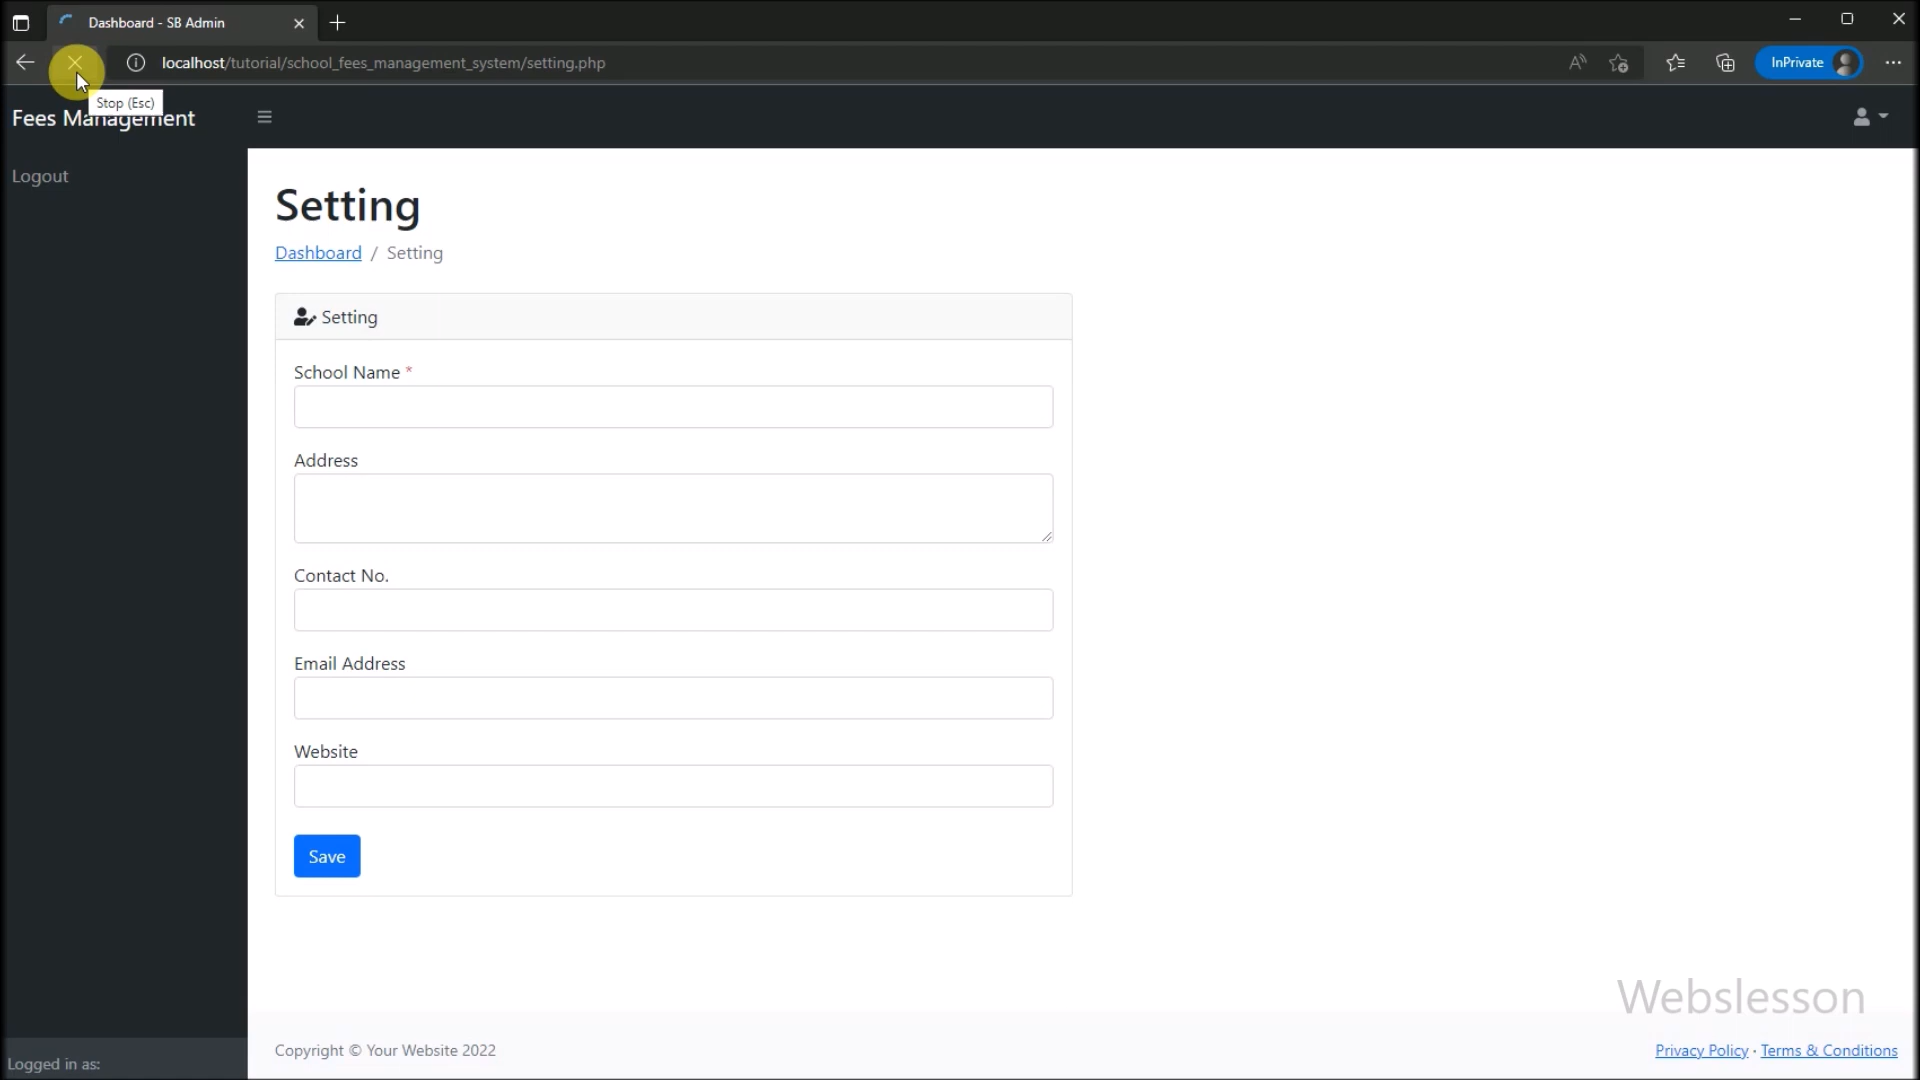 Dashboard - SB Admin
localhost/tutorial/school_fees_management_system/setting.php
InPrivate
Stop (Esc)
Fees Management
Logout
Setting
Dashboard / Setting
Setting
School Name *
Address
Contact No.
Email Address
Website
Save
Webslesson
Logged in as:
Copyright © Your Website 2022
Privacy Policy · Terms & Conditions